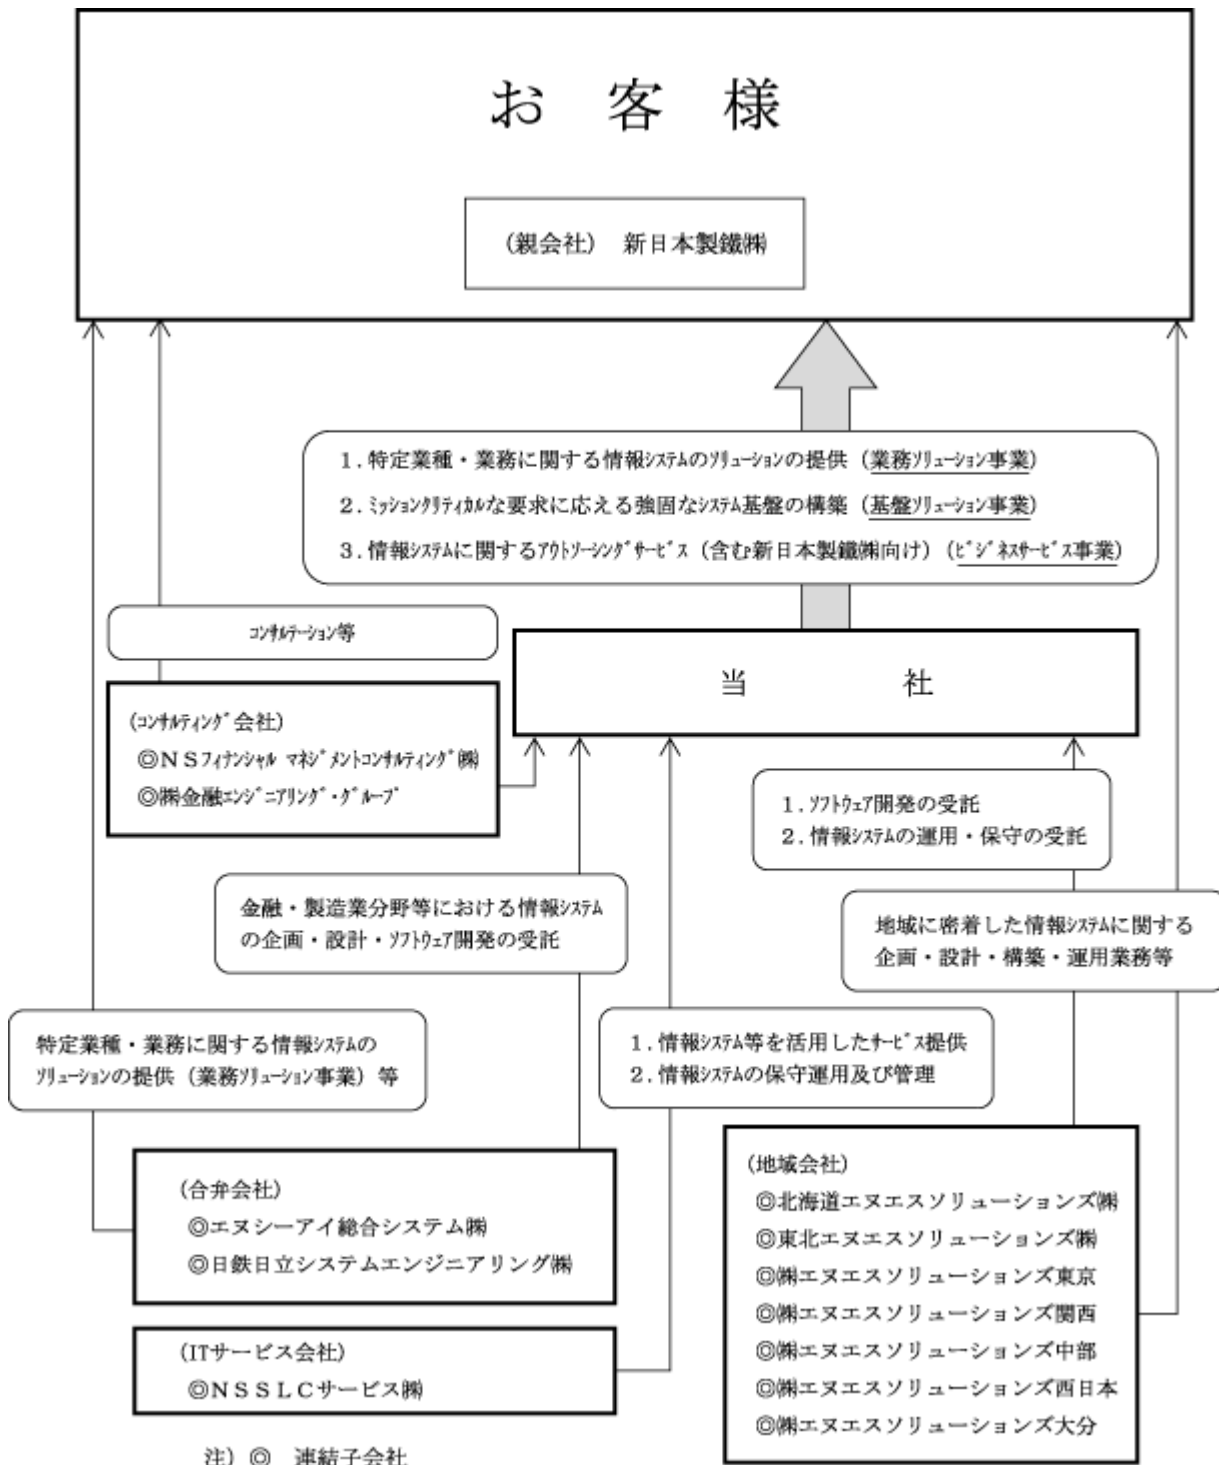 お 客 様
(親会社) 新日本製鐵㈱
1．特定業種・業務に関する情報ｼｽﾃﾑのｿﾘｭｰｼｮﾝの提供（業務ｿﾘｭｰｼｮﾝ事業）
2．ﾐｯｼｮﾝｸﾘﾃｨｶﾙな要求に応える強固なｼｽﾃﾑ基盤の構築（基盤ｿﾘｭｰｼｮﾝ事業）
3．情報ｼｽﾃﾑに関するｱｳﾄｿｰｼﾝｸﾞｻｰﾋﾞｽ（含む新日本製鐵㈱向け）（ﾋﾞｼﾞﾈｽｻｰﾋﾞｽ事業）
ｺﾝｻﾙﾃｰｼｮﾝ等
当 社
(ｺﾝｻﾙﾃｨﾝｸﾞ会社)
◎ＮＳﾌｨﾅﾝｼｬﾙ ﾏﾈｼﾞﾒﾝﾄｺﾝｻﾙﾃｨﾝｸﾞ㈱
◎㈱金融ｴﾝｼﾞﾆｱﾘﾝｸﾞ・ｸﾞﾙｰﾌﾟ
1．ｿﾌﾄｳｪｱ開発の受託
2．情報ｼｽﾃﾑの運用・保守の受託
金融・製造業分野等における情報ｼｽﾃﾑ
の企画・設計・ｿﾌﾄｳｪｱ開発の受託
地域に密着した情報ｼｽﾃﾑに関する
企画・設計・構築・運用業務等
特定業種・業務に関する情報ｼｽﾃﾑの
ｿﾘｭｰｼｮﾝの提供（業務ｿﾘｭｰｼｮﾝ事業）等
1．情報ｼｽﾃﾑ等を活用したｻｰﾋﾞｽ提供
2．情報ｼｽﾃﾑの保守運用及び管理
(合弁会社)
◎エヌシーアイ総合システム㈱
◎日鉄日立システムエンジニアリング㈱
(ITサービス会社)
◎ＮＳＳＬＣサービス㈱
(地域会社)
◎北海道エヌエスソリューションズ㈱
◎東北エヌエスソリューションズ㈱
◎㈱エヌエスソリューションズ東京
◎㈱エヌエスソリューションズ関西
◎㈱エヌエスソリューションズ中部
◎㈱エヌエスソリューションズ西日本
◎㈱エヌエスソリューションズ大分
注）◎ 連結子会社